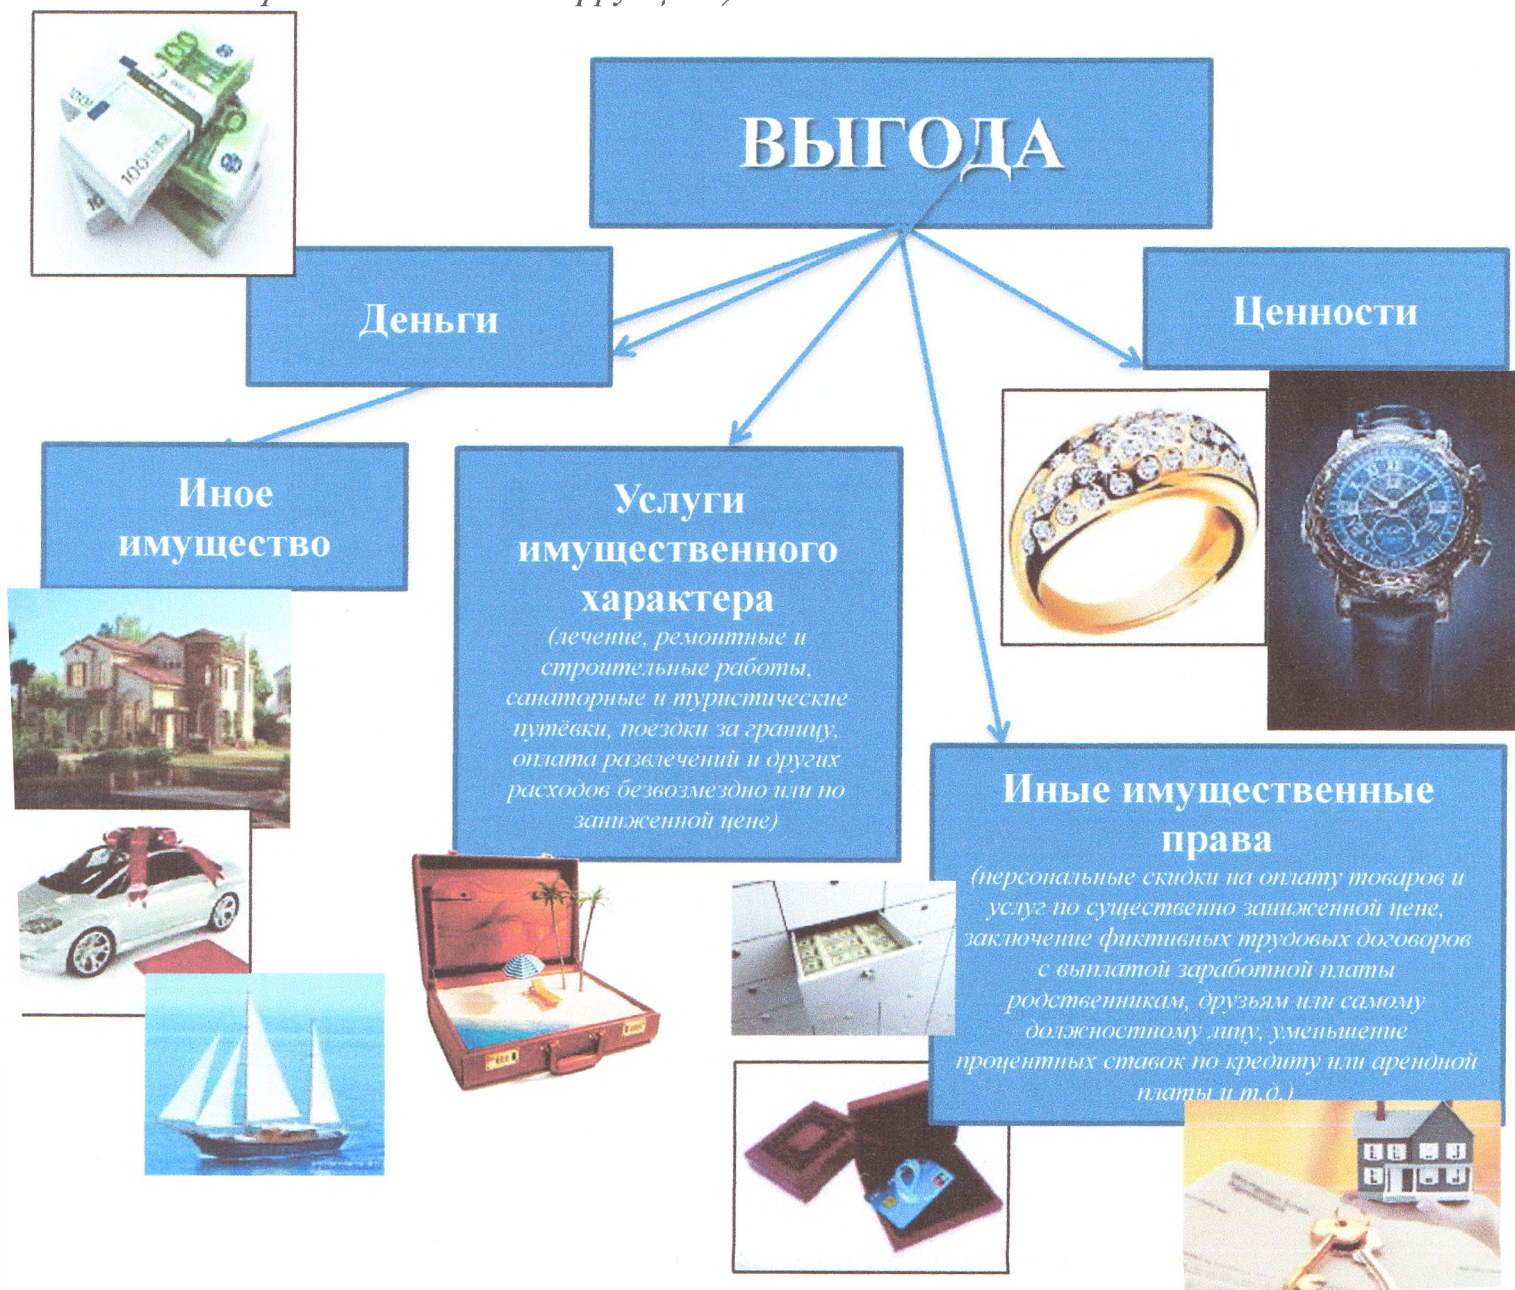 ВЫГОДА
Деньги
Ценности
Иное
имущество
Услуги
имущественного
характера
(лечение, ремонтные и
строительные работы,
санаторные и туристические
путёвки, поездки за границу,
оплата развлечений и других
расходов безвозмездно или по
заниженной цене)
Иные имущественные
права
(персональные скидки на оплату товаров и
услуг по существенно заниженной цене,
заключение фиктивных трудовых договоров
с выплатой заработной платы
родственникам, друзьям или самому
должностному лицу, уменьшение
процентных ставок по кредиту или арендной
платы и т.д.)
100
100
100